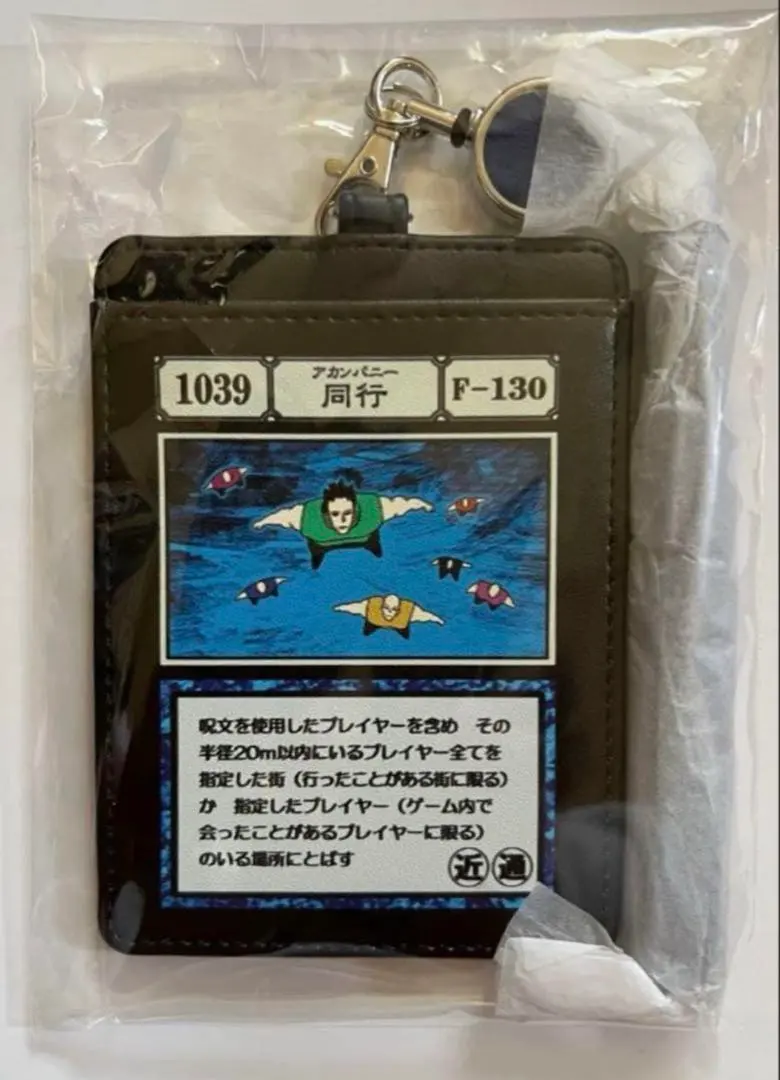 1039
アカンパニー
同行
F-130
呪文を使用したプレイヤーを含め その
半径20m以内にいるプレイヤー全てを
指定した街（行ったことがある街に限る）
か 指定したプレイヤー（ゲーム内で
会ったことがあるプレイヤーに限る）
のいる場所にとばす
近 通